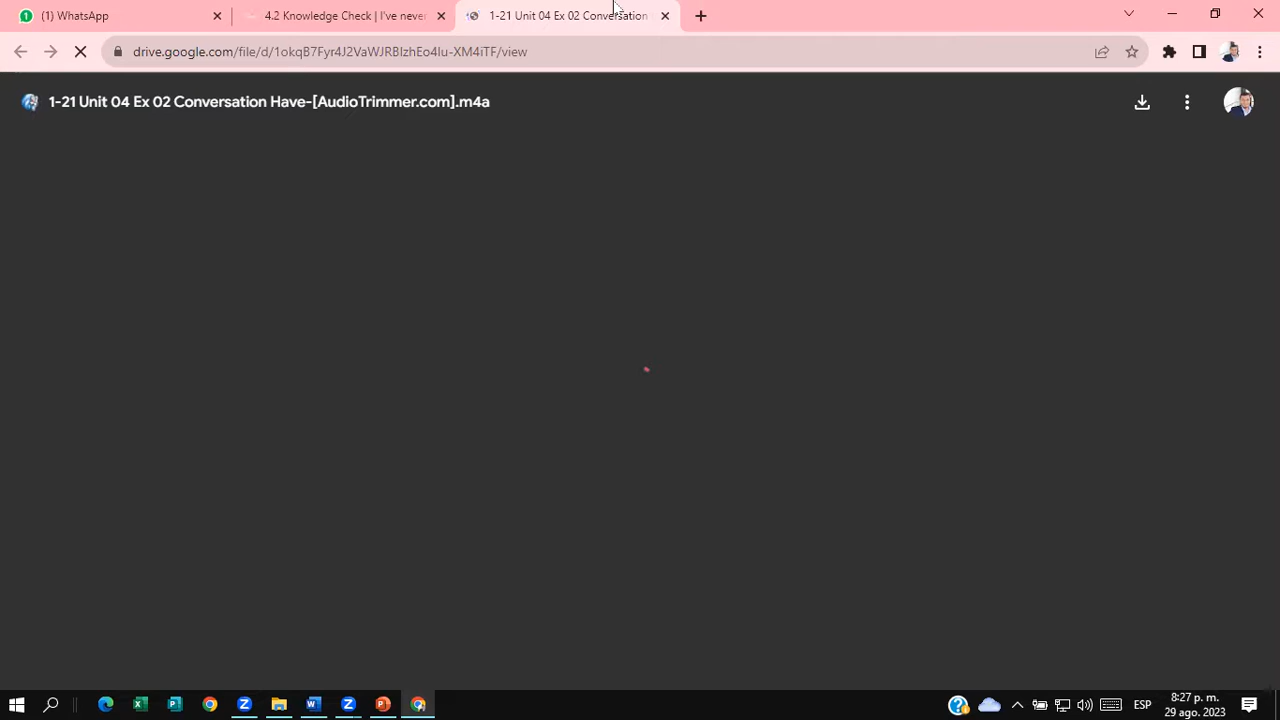 1
(1) WhatsApp
4.2 Knowledge Check | I've never
1-21 Unit 04 Ex 02 Conversation
drive.google.com/file/d/1okqB7Fyr4J2VaWJRBIzhEo4Iu-XM4iTF/view
1-21 Unit 04 Ex 02 Conversation Have-[AudioTrimmer.com].m4a
ESP
8:27 p. m.
29 ago. 2023